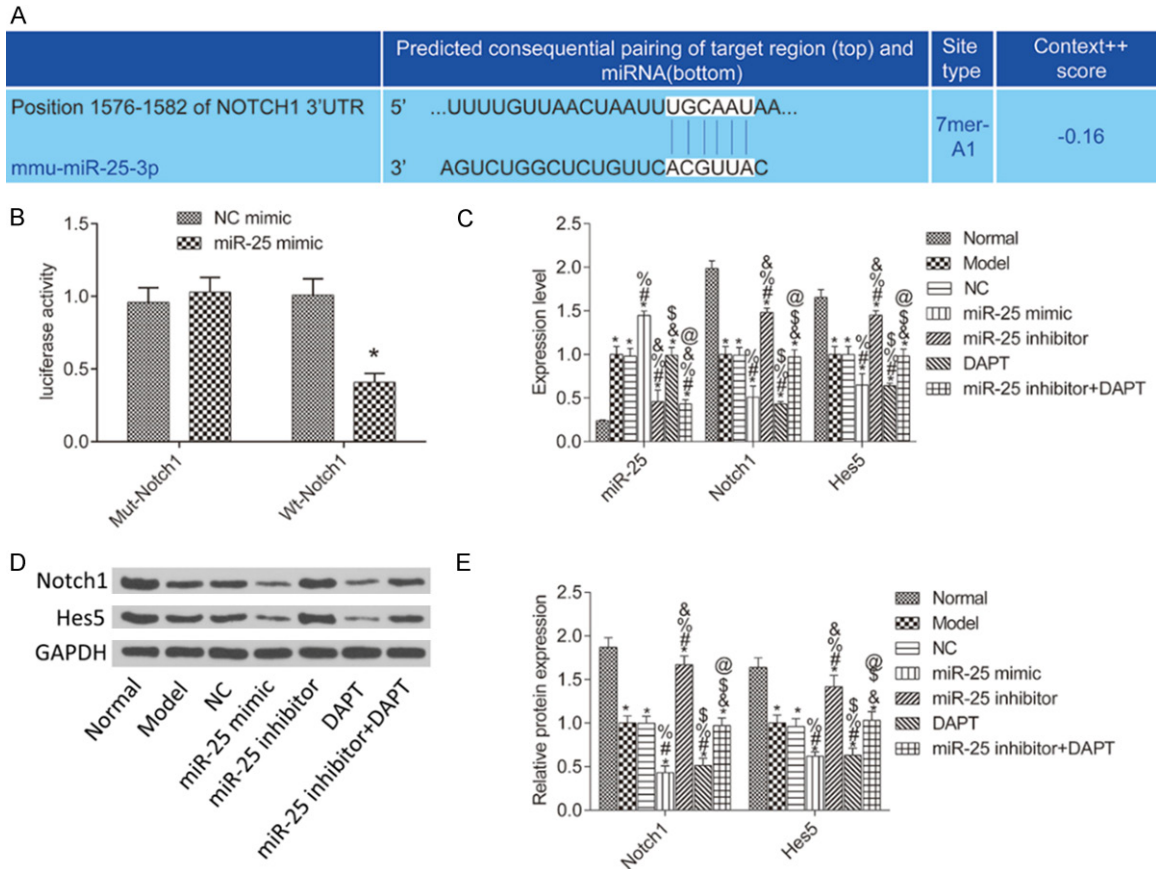 A
Predicted consequential pairing of target region (top) and
miRNA(bottom)
Site
type
Context++
score
Position 1576-1582 of NOTCH1 3'UTR
5' ...UUUUGUUAACUAAUUUGCAAUAA...
mmu-miR-25-3p
3' AGUCUGGCUCUGUUCACGUUAC
7mer-
A1
-0.16
B
NC mimic
miR-25 mimic
luciferase activity
1.5
1.0
0.5
0.0
*
Mut-Notch1
Wt-Notch1
C
Expression level
2.5
2.0
1.5
1.0
0.5
0.0
* * %#* &%#* $&* @&%#*
* * %#* &%#* $%#* @$&*
* * %#* &%#* $%#* @$&*
miR-25
Notch1
Hes5
Normal
Model
NC
miR-25 mimic
miR-25 inhibitor
DAPT
miR-25 inhibitor+DAPT
D
Notch1
Hes5
GAPDH
Normal
Model
NC
miR-25 mimic
miR-25 inhibitor
DAPT
miR-25 inhibitor+DAPT
E
Relative protein expression
2.5
2.0
1.5
1.0
0.5
0.0
* * %#* &%#* $%#* @$&*
* * %#* &%#* $%#* @$&*
Notch1
Hes5
Normal
Model
NC
miR-25 mimic
miR-25 inhibitor
DAPT
miR-25 inhibitor+DAPT